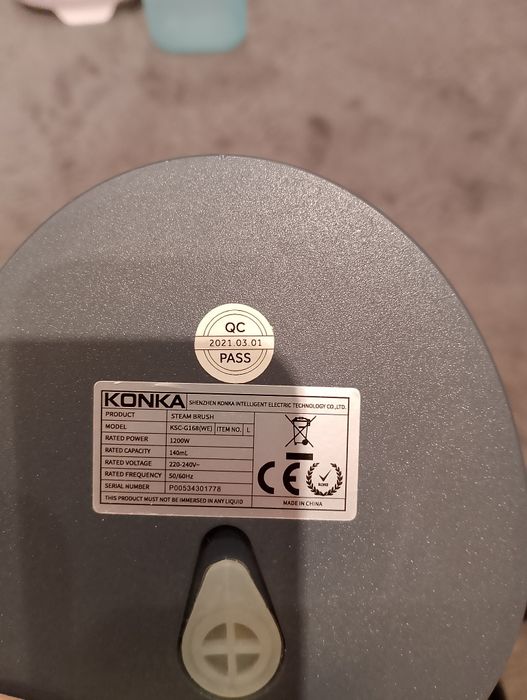 QC
2021.03.01
PASS
KONKA SHENZHEN KONKA INTELLIGENT ELECTRIC TECHNOLOGY CO.,LTD.
PRODUCT STEAM BRUSH
MODEL KSC-G168(WE) ITEM NO. L
RATED POWER 1200W
RATED CAPACITY 140mL
RATED VOLTAGE 220-240V~
RATED FREQUENCY 50/60Hz
SERIAL NUMBER P00534301778
THIS PRODUCT MUST NOT BE IMMERSED IN ANY LIQUID
CE
ROHS
MADE IN CHINA